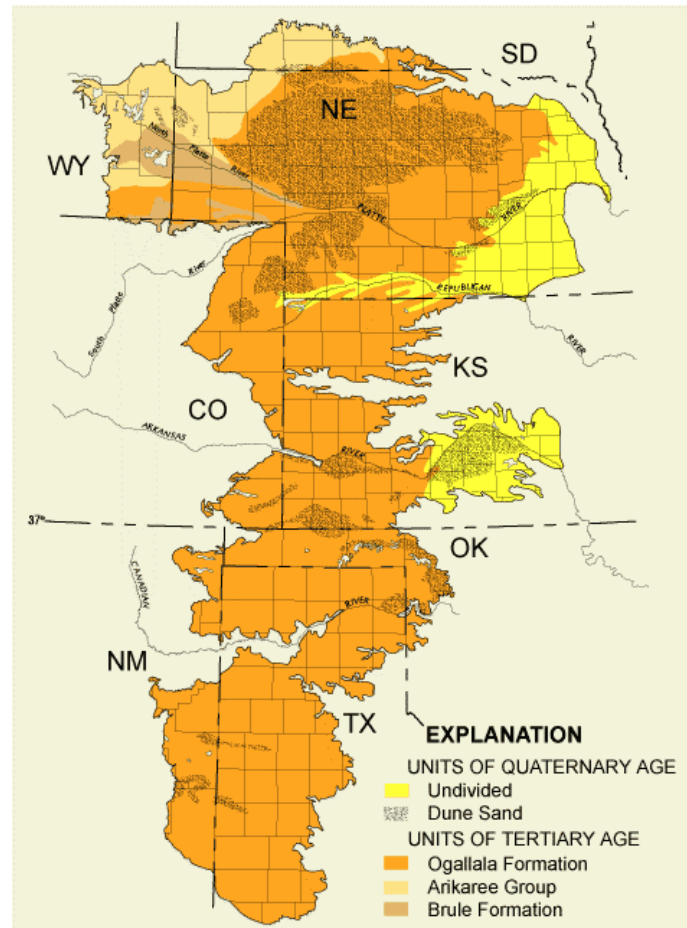 SD
NE
North
Platte
River
WY
PLATTE
RIVER
REPUBLICAN
RIVER
South
Platte
River
KS
CO
ARKANSAS
RIVER
37°
OK
CANADIAN
RIVER
NM
TX
EXPLANATION
UNITS OF QUATERNARY AGE
Undivided
Dune Sand
UNITS OF TERTIARY AGE
Ogallala Formation
Arikaree Group
Brule Formation